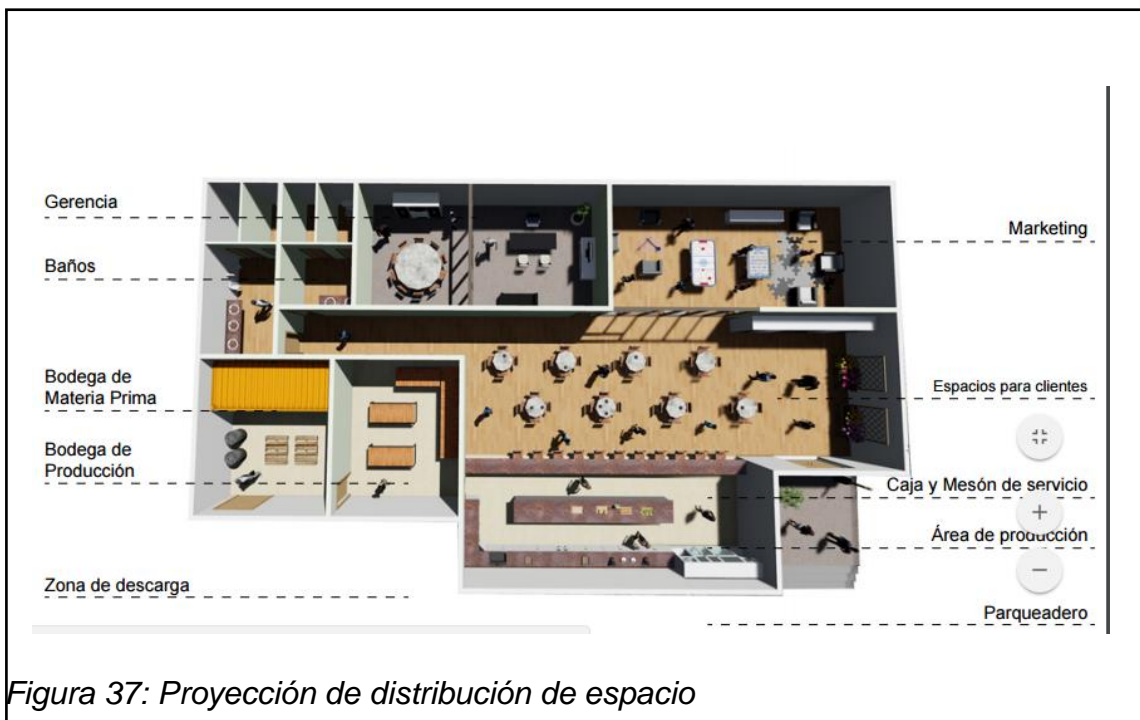 Gerencia
Marketing
Baños
Bodega de
Materia Prima
Espacios para clientes
Bodega de
Producción
Caja y Mesón de servicio
+
Área de producción
−
Zona de descarga
Parqueadero
Figura 37: Proyección de distribución de espacio